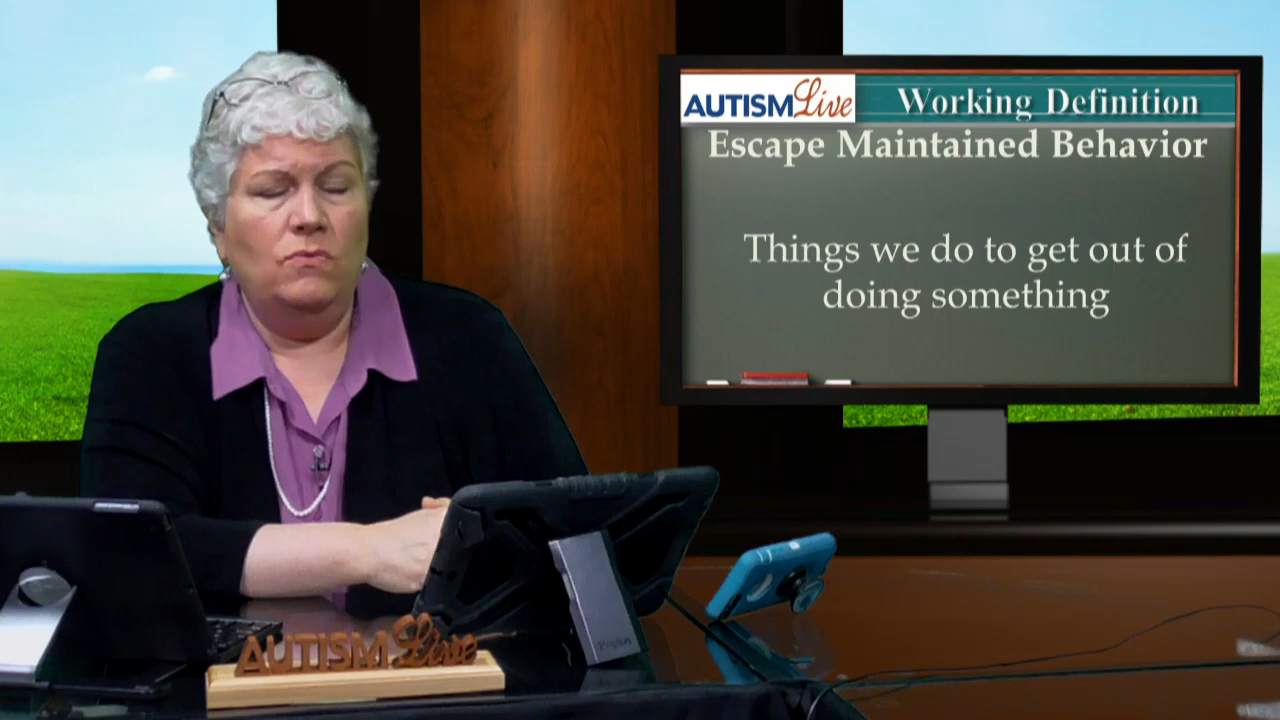 AUTISM Live
Working Definition
Escape Maintained Behavior
Things we do to get out of
doing something
AUTISM Live